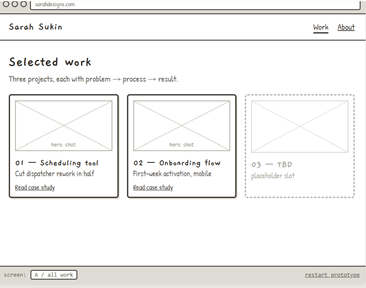 sarahdesigns.com
Sarah Sukin
Work About
Selected work
Three projects, each with problem → process → result.
hero shot
01 — Scheduling tool
Cut dispatcher rework in half
Read case study
hero shot
02 — Onboarding flow
First-week activation, mobile
Read case study
03 — TBD
placeholder slot
screen: A / all work
restart prototype